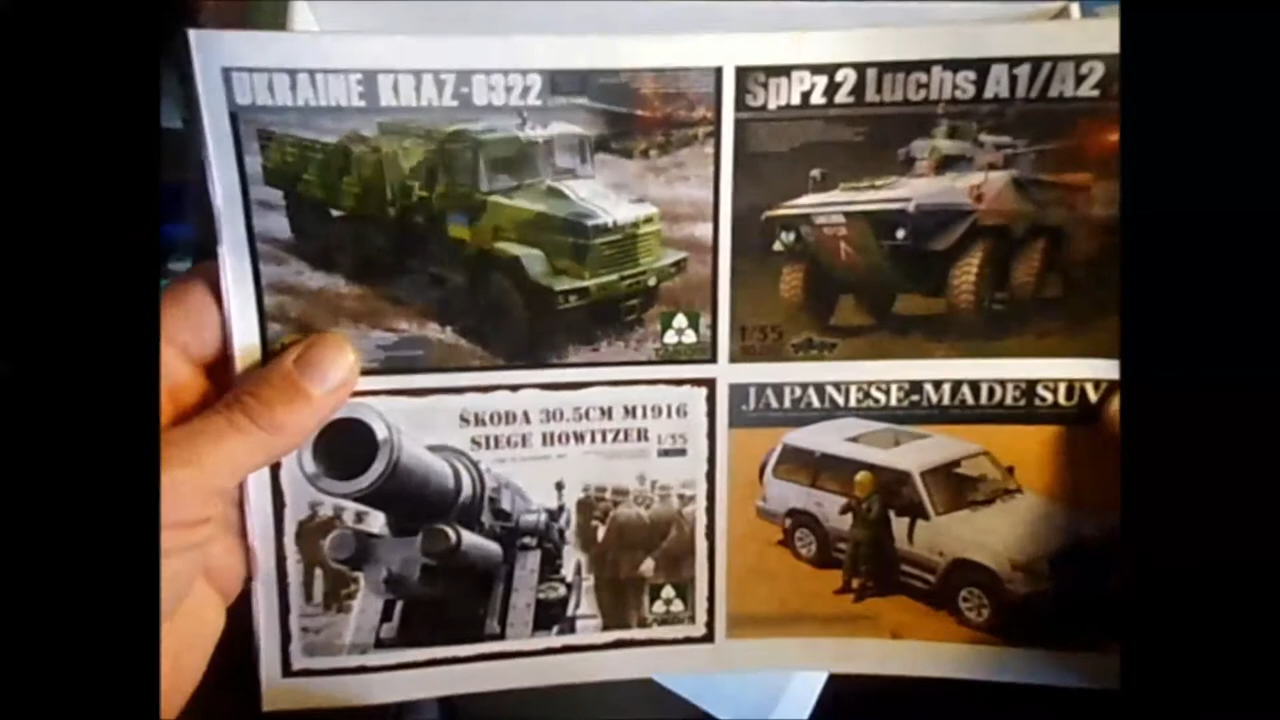 UKRAINE KRAZ-6322
SpPz 2 Luchs A1/A2
1/35
ŠKODA 30.5CM M1916
SIEGE HOWITZER 1/35
JAPANESE-MADE SUV
TAKOM